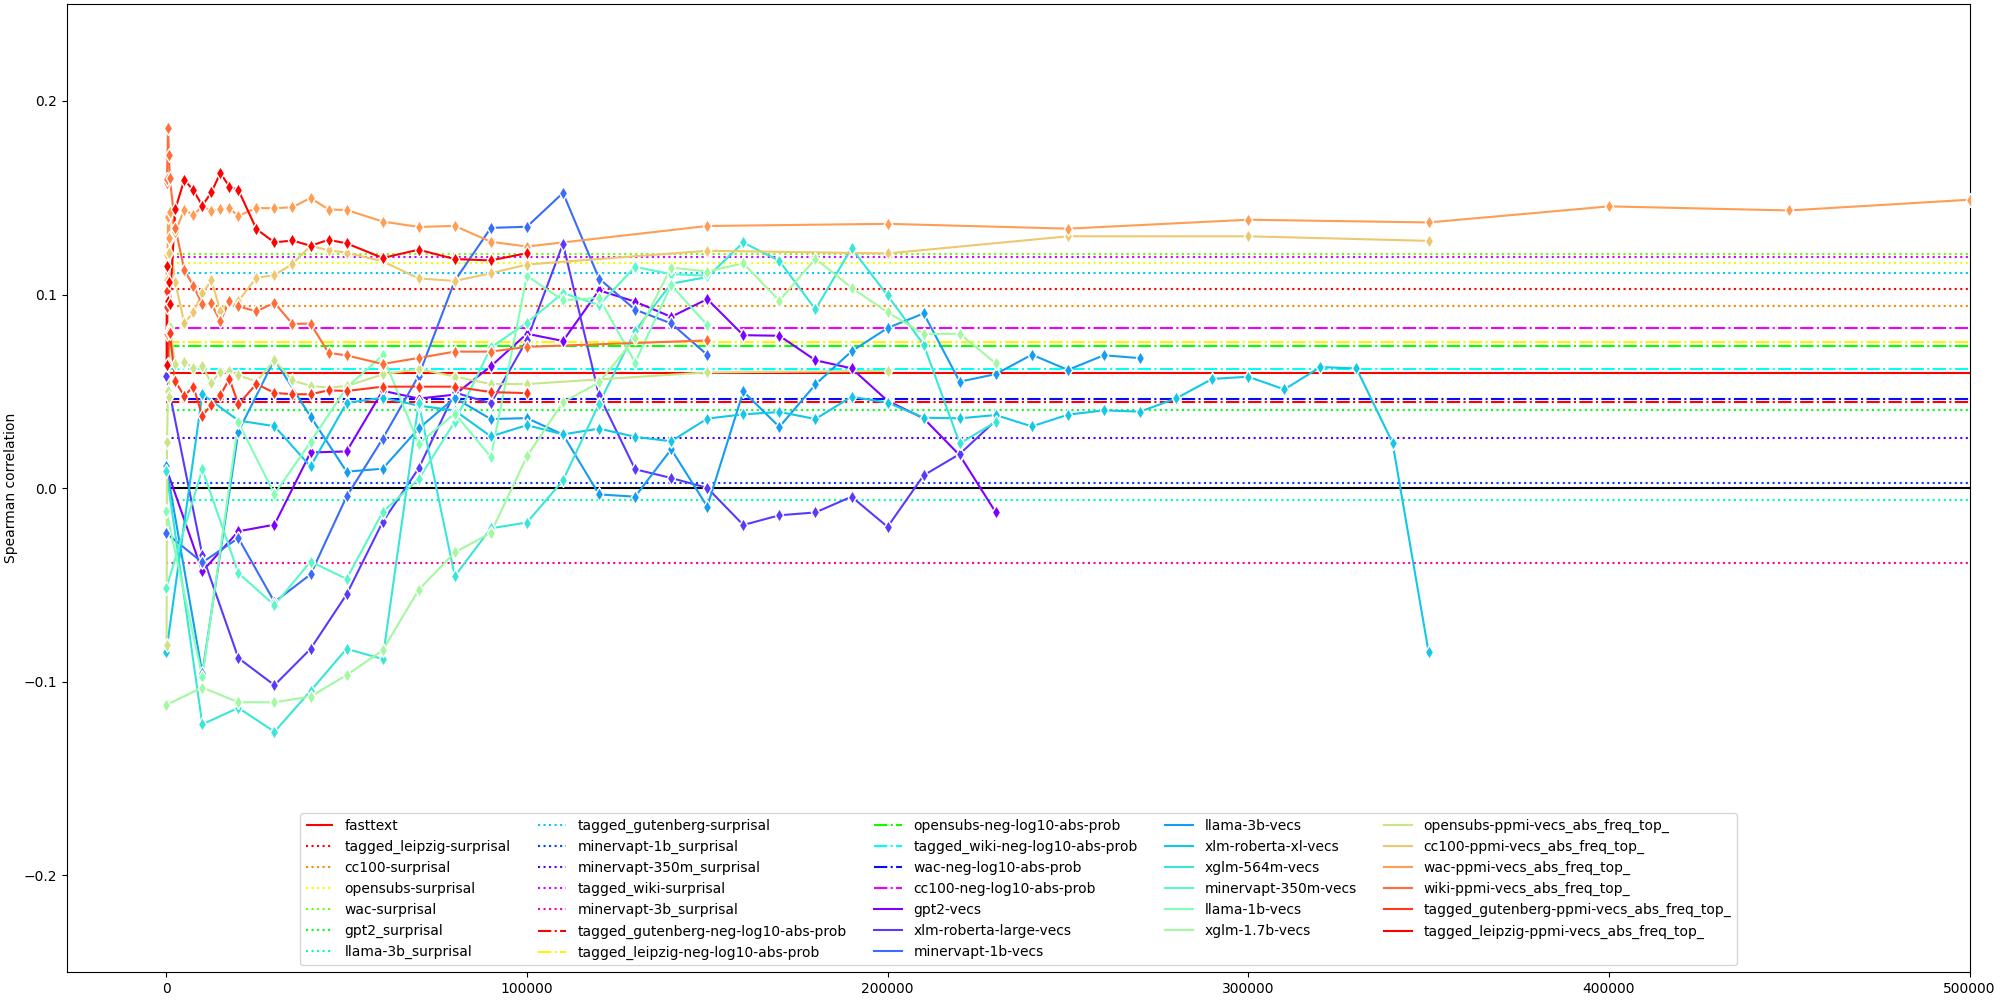 0.2
0.1
0.0
−0.1
−0.2
Spearman correlation
fasttext
tagged_leipzig-surprisal
cc100-surprisal
opensubs-surprisal
wac-surprisal
gpt2_surprisal
llama-3b_surprisal
tagged_gutenberg-surprisal
minervapt-1b_surprisal
minervapt-350m_surprisal
tagged_wiki-surprisal
minervapt-3b_surprisal
tagged_gutenberg-neg-log10-abs-prob
tagged_leipzig-neg-log10-abs-prob
opensubs-neg-log10-abs-prob
tagged_wiki-neg-log10-abs-prob
wac-neg-log10-abs-prob
cc100-neg-log10-abs-prob
gpt2-vecs
xlm-roberta-large-vecs
minervapt-1b-vecs
llama-3b-vecs
xlm-roberta-xl-vecs
xglm-564m-vecs
minervapt-350m-vecs
llama-1b-vecs
xglm-1.7b-vecs
opensubs-ppmi-vecs_abs_freq_top_
cc100-ppmi-vecs_abs_freq_top_
wac-ppmi-vecs_abs_freq_top_
wiki-ppmi-vecs_abs_freq_top_
tagged_gutenberg-ppmi-vecs_abs_freq_top_
tagged_leipzig-ppmi-vecs_abs_freq_top_
0 100000 200000 300000 400000 500000